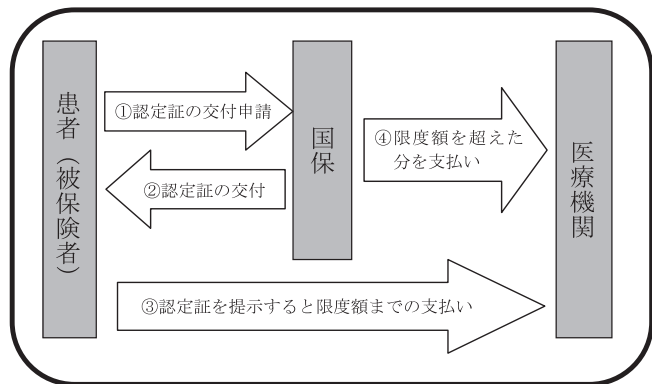 患者（被保険者）
①認定証の交付申請
②認定証の交付
国保
④限度額を超えた
分を支払い
医療機関
③認定証を提示すると限度額までの支払い